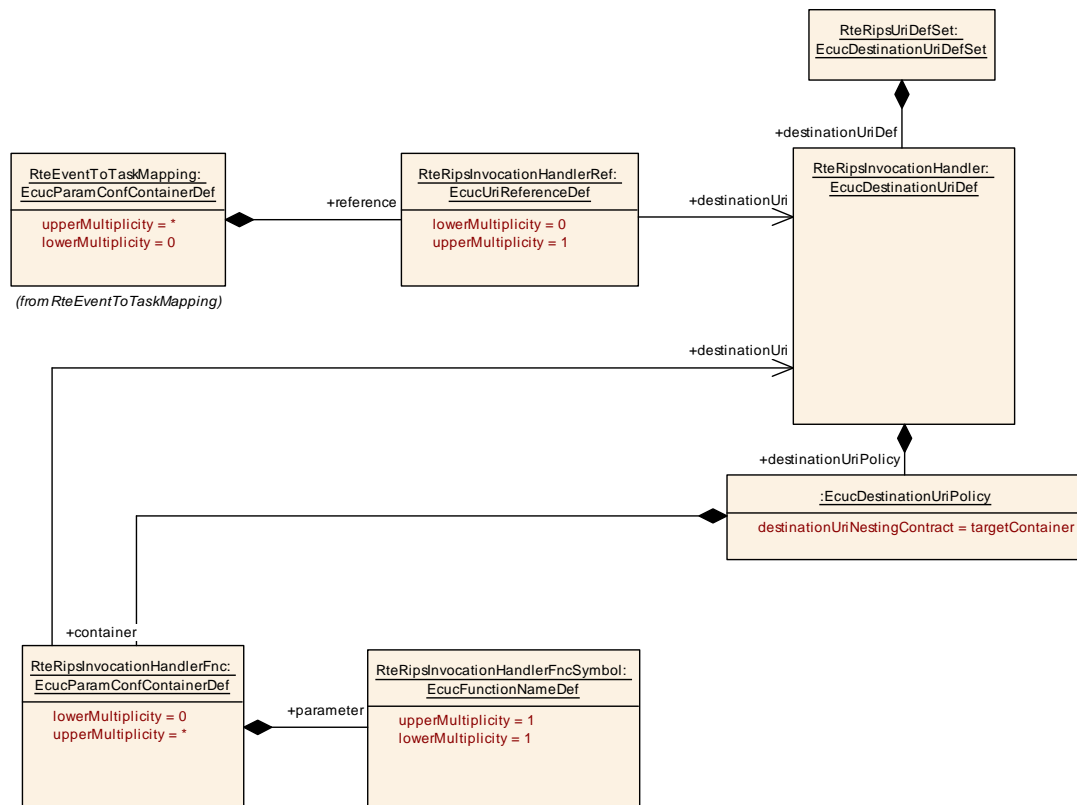 RteRipsUriDefSet:
EcucDestinationUriDefSet
+destinationUriDef
RteEventToTaskMapping:
EcucParamConfContainerDef
upperMultiplicity = *
lowerMultiplicity = 0
(from RteEventToTaskMapping)
+reference
RteRipsInvocationHandlerRef:
EcucUriReferenceDef
lowerMultiplicity = 0
upperMultiplicity = 1
+destinationUri
RteRipsInvocationHandler:
EcucDestinationUriDef
+destinationUri
+destinationUriPolicy
:EcucDestinationUriPolicy
destinationUriNestingContract = targetContainer
+container
RteRipsInvocationHandlerFnc:
EcucParamConfContainerDef
lowerMultiplicity = 0
upperMultiplicity = *
+parameter
RteRipsInvocationHandlerFncSymbol:
EcucFunctionNameDef
upperMultiplicity = 1
lowerMultiplicity = 1